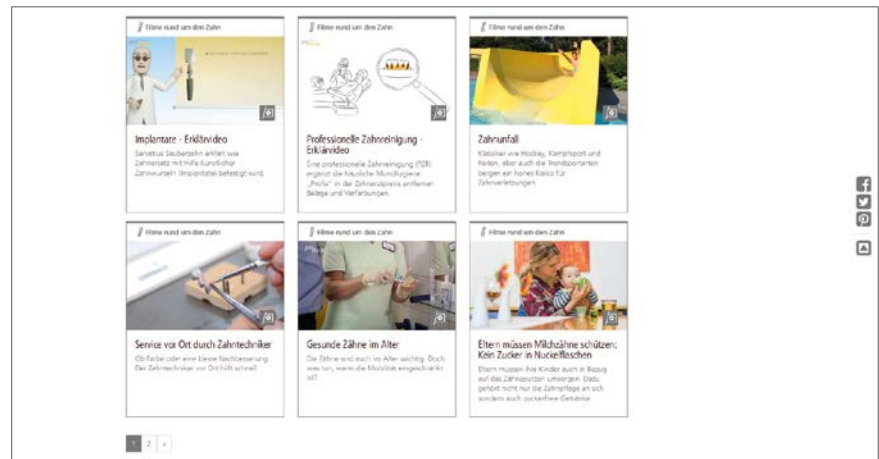 Filme rund um den Zahn
Implantate - Erklärvideo
Servatius Sauberzahn erklärt wie
Zahnersatz mit Hilfe künstlicher
Zahnwurzeln (Implantate) befestigt wird.
Filme rund um den Zahn
Professionelle Zahnreinigung -
Erklärvideo
Eine professionelle Zahnreinigung (PZR)
ergänzt die häusliche Mundhygiene.
„Profis“ in der Zahnarztpraxis entfernen
Beläge und Verfärbungen.
Filme rund um den Zahn
Zahnunfall
Klassiker wie Hockey, Kampfsport und
Reiten, aber auch die Trendsportarten
bergen ein hohes Risiko für
Zahnverletzungen.
Filme rund um den Zahn
Service vor Ort durch Zahntechniker
Ob Farbe oder eine kleine Nachbesserung:
Der Zahntechniker vor Ort hilft schnell.
Filme rund um den Zahn
Gesunde Zähne im Alter
Die Zähne sind auch im Alter wichtig. Doch
was tun, wenn die Mobilität eingeschränkt
ist?
Filme rund um den Zahn
Eltern müssen Milchzähne schützen:
Kein Zucker in Nuckelflaschen
Eltern müssen ihre Kinder auch in Bezug
auf das Zähneputzen umsorgen. Dazu
gehört nicht nur die Zahnpflege an sich
sondern auch zuckerfreie Getränke.
1 2 »